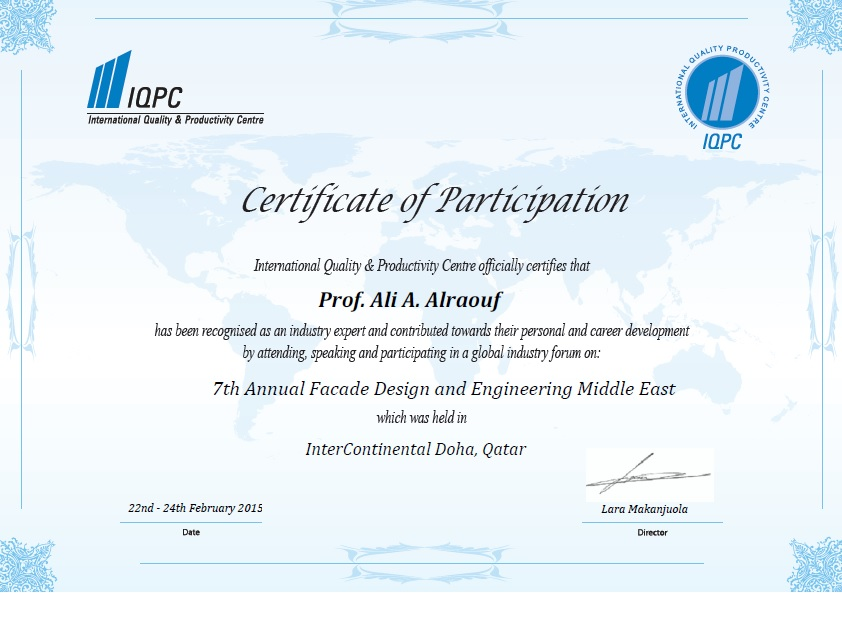 IQPC
International Quality & Productivity Centre
INTERNATIONAL QUALITY PRODUCTIVITY CENTRE
IQPC
Certificate of Participation
International Quality & Productivity Centre officially certifies that
Prof. Ali A. Alraouf
has been recognised as an industry expert and contributed towards their personal and career development
by attending, speaking and participating in a global industry forum on:
7th Annual Facade Design and Engineering Middle East
which was held in
InterContinental Doha, Qatar
22nd - 24th February 2015
Date
Lara Makanjuola
Director